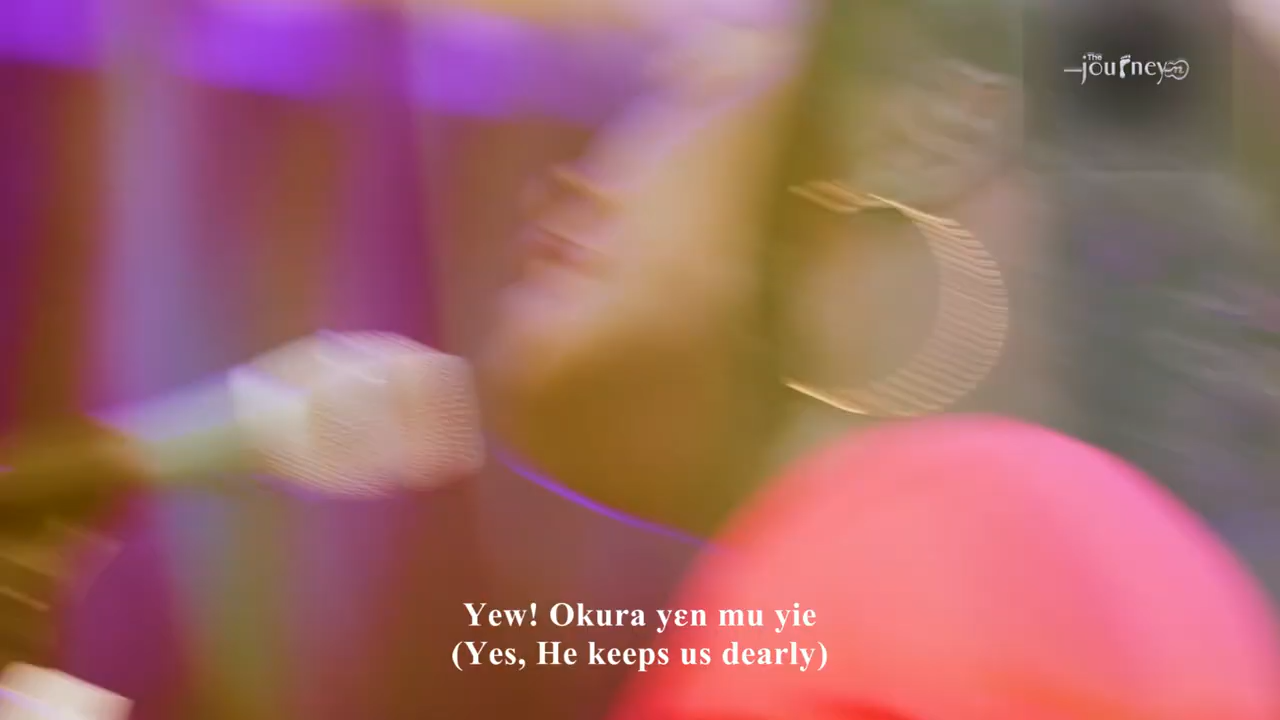 The
journey
Yew! Okura yɛn mu yie
(Yes, He keeps us dearly)